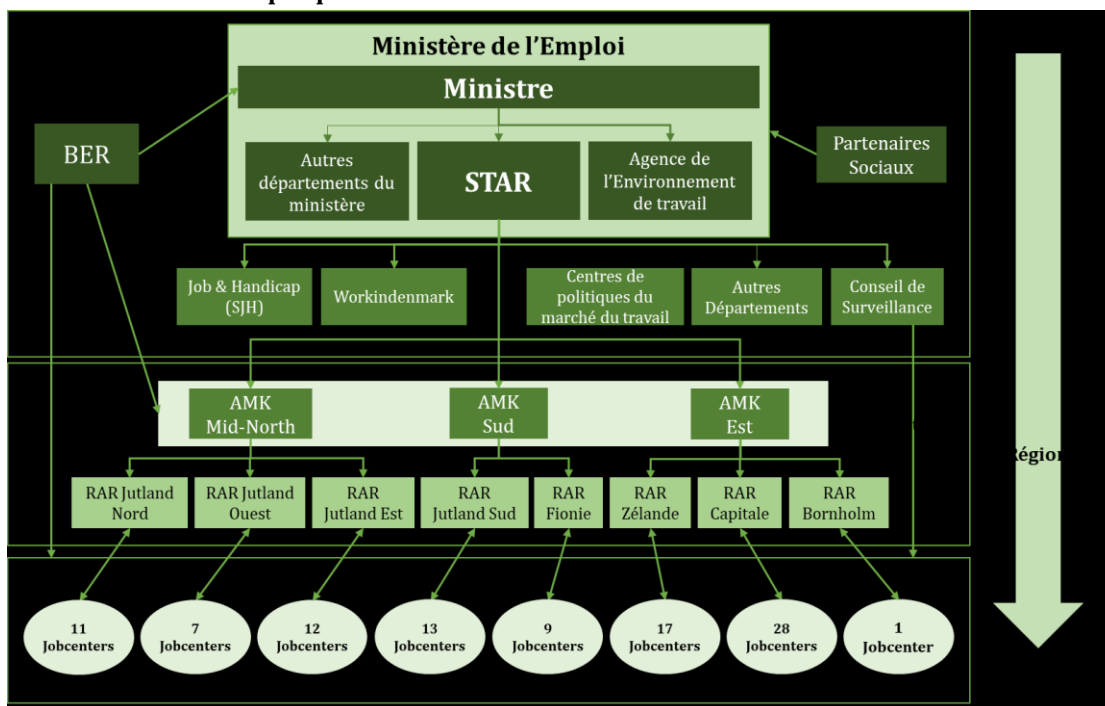 Ministère de l'Emploi
Ministre
BER
Autres
départements du
ministère
STAR
Agence de
l'Environnement
de travail
Partenaires
Sociaux
Job & Handicap
(SJH)
Workindenmark
Centres de
politiques du
marché du travail
Autres
Départements
Conseil de
Surveillance
AMK
Mid-North
AMK
Sud
AMK
Est
RAR Jutland
Nord
RAR Jutland
Ouest
RAR
Jutland Est
RAR
Jutland Sud
RAR
Fionie
RAR
Zélande
RAR
Capitale
RAR
Bornholm
11
Jobcenters
7
Jobcenters
12
Jobcenters
13
Jobcenters
9
Jobcenters
17
Jobcenters
28
Jobcenters
1
Jobcenter